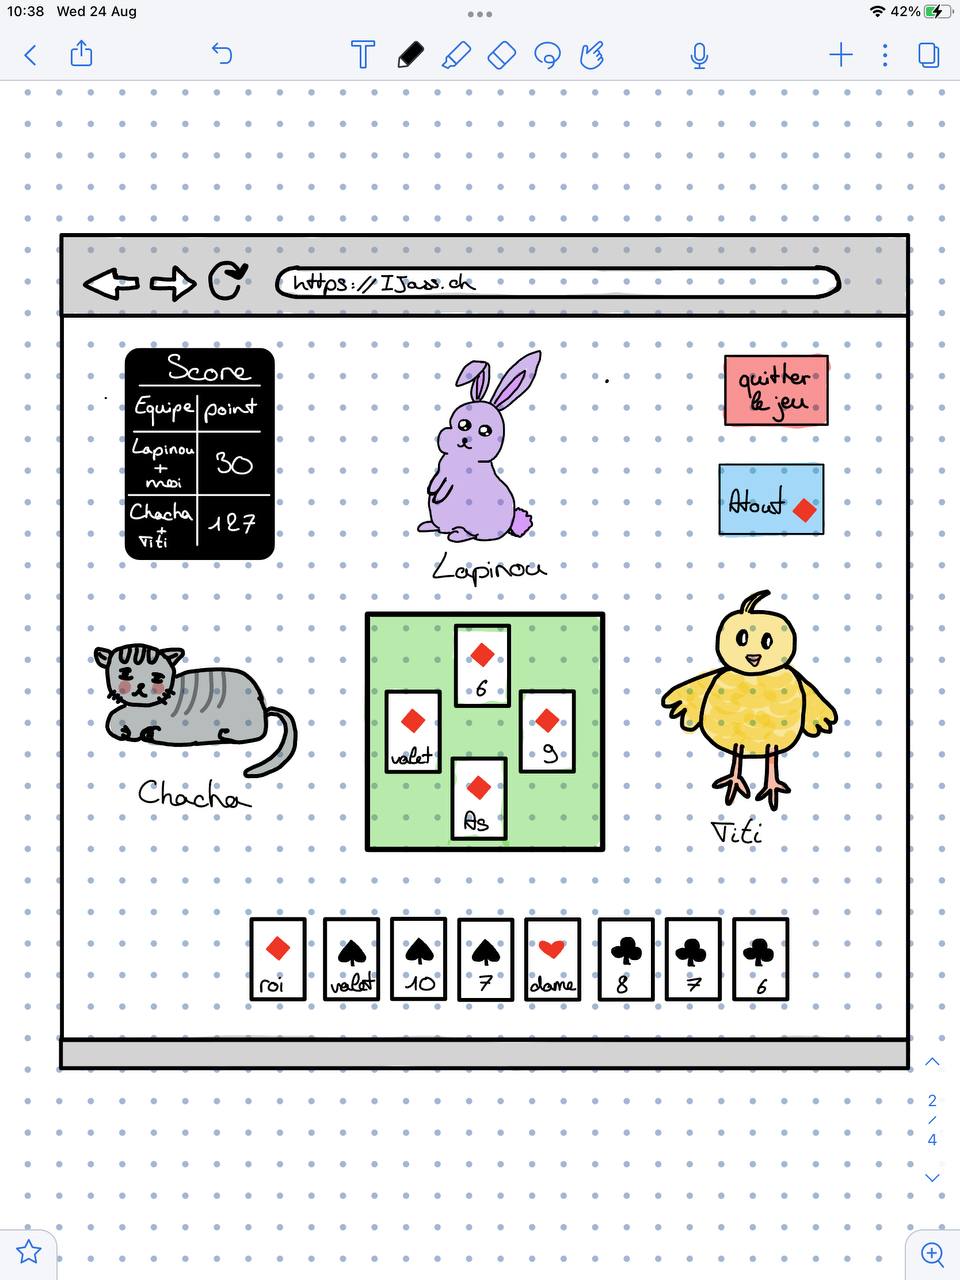 10:38 Wed 24 Aug
42%
https://IJass.ch
Score
Equipe point
Lapinou
+
moi
30
Chacha
+
Titi
127
Lapinou
quitter
le jeu
Atout
Chacha
6
valet
9
As
Titi
roi valet 10 7 dame 8 7 6
2
/
4